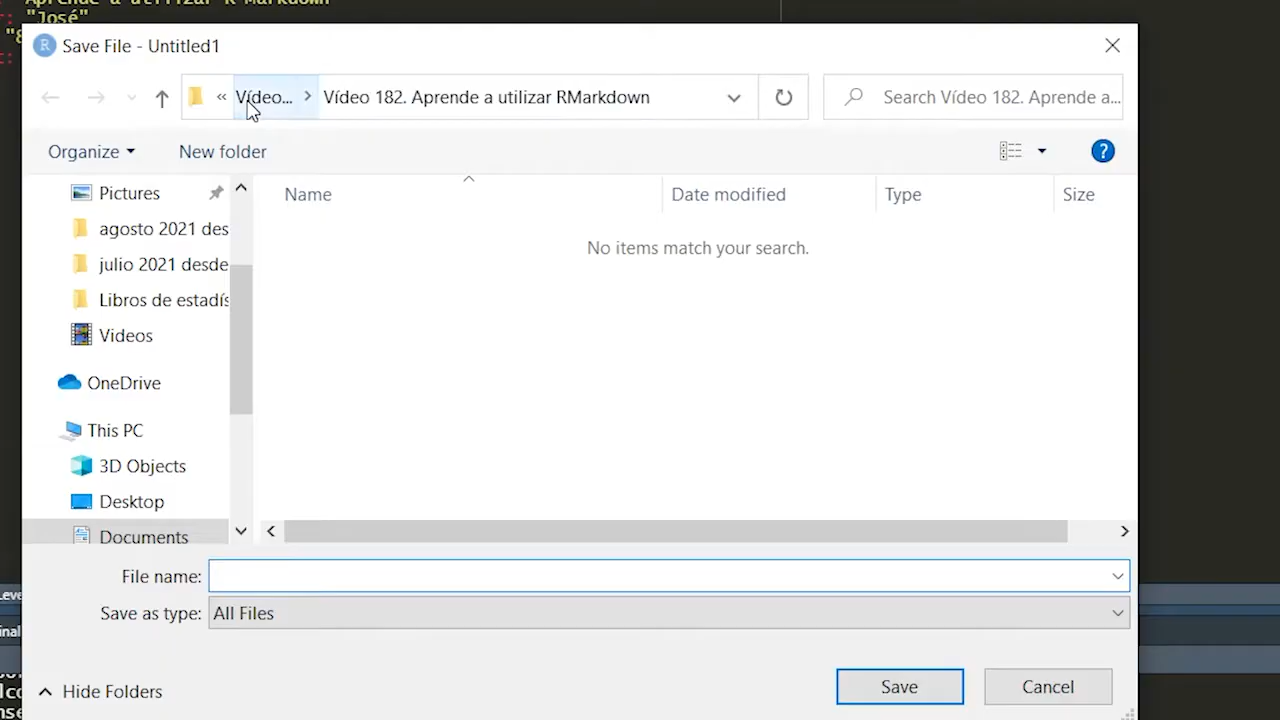 Aprende a utilizar R Markdown
"José"
Save File - Untitled1
« Vídeo... > Vídeo 182. Aprende a utilizar RMarkdown
Search Vídeo 182. Aprende a...
Organize
New folder
Pictures
agosto 2021 des
julio 2021 desde
Libros de estadís
Videos
OneDrive
This PC
3D Objects
Desktop
Documents
Name
Date modified
Type
Size
No items match your search.
File name:
Save as type:
All Files
Hide Folders
Save
Cancel